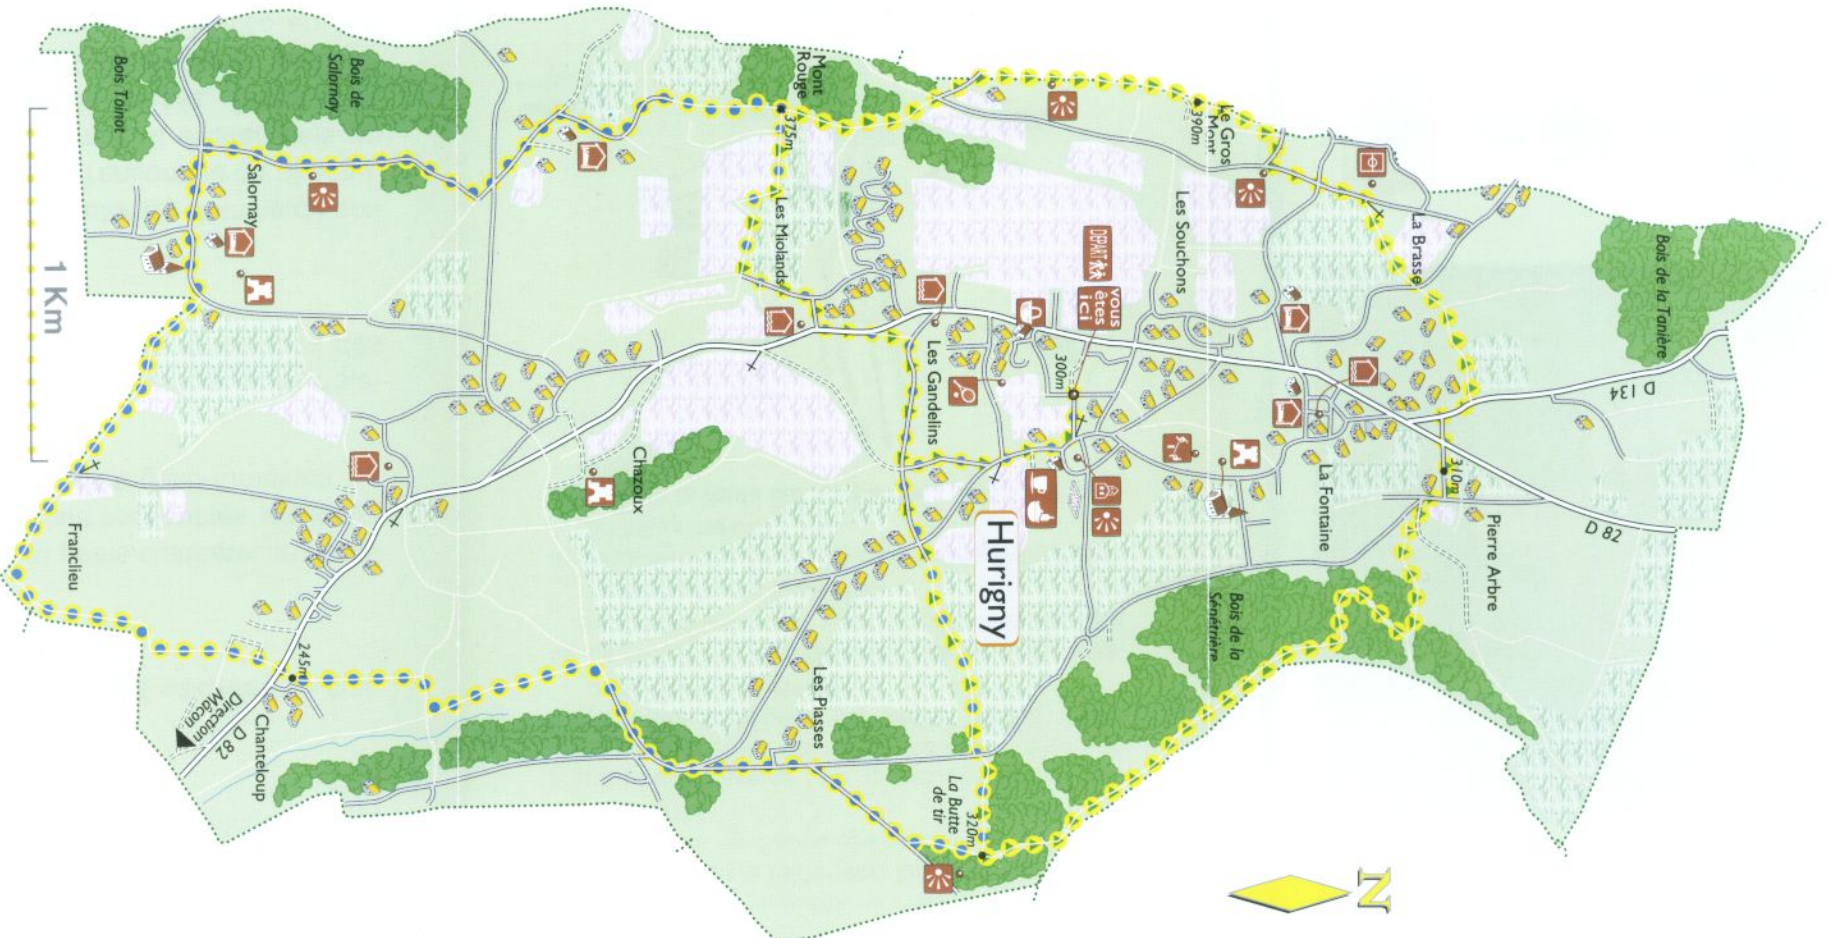 Bois Toinot
Bois de
Salornay
Mont
Rouge
375m
390m
Le Gros
Mont
La Brasse
Bois de la Tanière
Salornay
Les Miolands
Les Souchons
DÉPART
vous
êtes
ici
300m
Les Gandelins
D 134
1 Km
Chazoux
Hurigny
La Fontaine
310m
Pierre Arbre
D 82
Franclieu
Bois de la
Sénétrière
245m
Direction
Macon
D 82
Chanteloup
Les Piasses
La Butte
de tir
320m
N